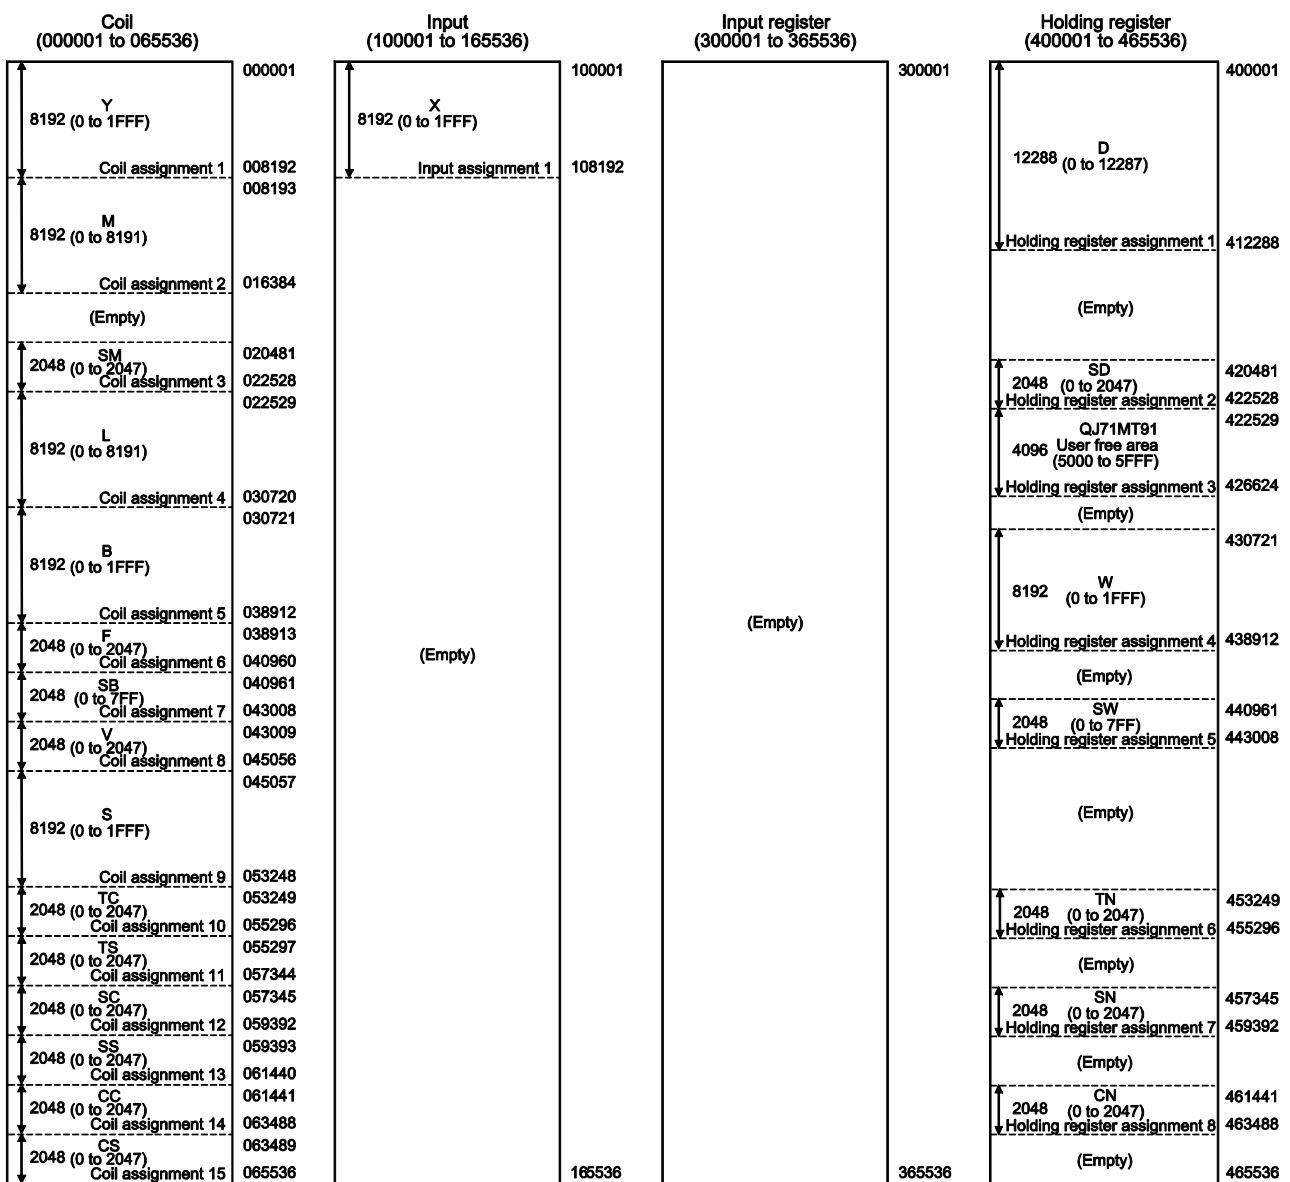 Coil
(000001 to 065536)
000001
Y
8192 (0 to 1FFF)
Coil assignment 1
008192
008193
M
8192 (0 to 8191)
Coil assignment 2
016384
(Empty)
SM
2048 (0 to 2047)
020481
Coil assignment 3
022528
022529
L
8192 (0 to 8191)
Coil assignment 4
030720
030721
B
8192 (0 to 1FFF)
Coil assignment 5
038912
F
038913
2048 (0 to 2047)
Coil assignment 6
040960
SB
040961
2048 (0 to 7FF)
Coil assignment 7
043008
V
043009
2048 (0 to 2047)
Coil assignment 8
045056
045057
S
8192 (0 to 1FFF)
Coil assignment 9
053248
TC
053249
2048 (0 to 2047)
Coil assignment 10
055296
TS
055297
2048 (0 to 2047)
Coil assignment 11
057344
SC
057345
2048 (0 to 2047)
Coil assignment 12
059392
SS
059393
2048 (0 to 2047)
Coil assignment 13
061440
CC
061441
2048 (0 to 2047)
Coil assignment 14
063488
CS
063489
2048 (0 to 2047)
Coil assignment 15
065536
Input
(100001 to 165536)
100001
X
8192 (0 to 1FFF)
Input assignment 1
108192
(Empty)
165536
Input register
(300001 to 365536)
300001
(Empty)
365536
Holding register
(400001 to 465536)
400001
D
12288 (0 to 12287)
Holding register assignment 1
412288
(Empty)
SD
420481
2048 (0 to 2047)
Holding register assignment 2
422528
422529
QJ71MT91
4096 User free area
(5000 to 5FFF)
Holding register assignment 3
426624
(Empty)
430721
W
8192 (0 to 1FFF)
Holding register assignment 4
438912
(Empty)
SW
440961
2048 (0 to 7FF)
Holding register assignment 5
443008
(Empty)
TN
453249
2048 (0 to 2047)
Holding register assignment 6
455296
(Empty)
SN
457345
2048 (0 to 2047)
Holding register assignment 7
459392
(Empty)
CN
461441
2048 (0 to 2047)
Holding register assignment 8
463488
(Empty)
465536